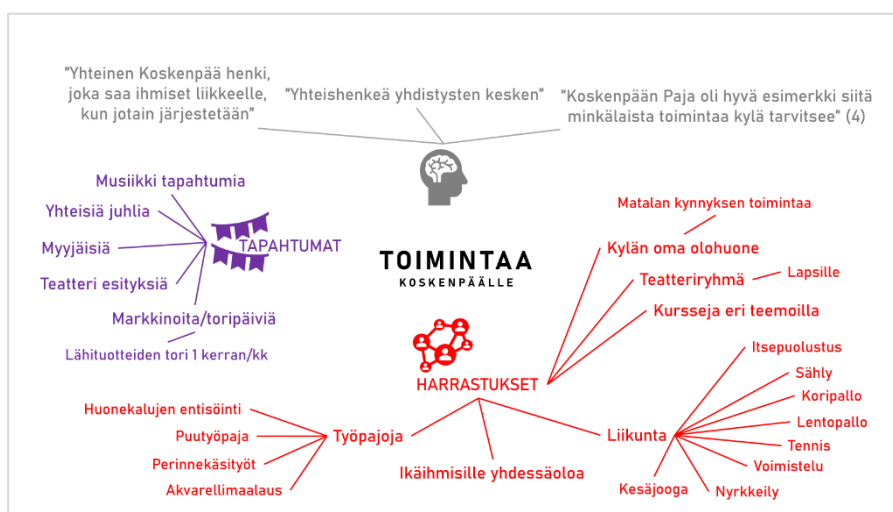 "Yhteinen Koskenpää henki,
joka saa ihmiset liikkeelle,
kun jotain järjestetään"
"Yhteishenkeä yhdistysten kesken"
"Koskenpään Paja oli hyvä esimerkki siitä
minkälaista toimintaa kylä tarvitsee" (4)
Musiikki tapahtumia
Yhteisiä juhlia
Myyjäisiä
Teatteri esityksiä
Markkinoita/toripäiviä
Lähituotteiden tori 1 kerran/kk
TAPAHTUMAT
TOIMINTAA
KOSKENPÄÄLLE
Matalan kynnyksen toimintaa
Kylän oma olohuone
Teatteriryhmä
Lapsille
Kursseja eri teemoilla
HARRASTUKSET
Huonekalujen entisöinti
Puutyöpaja
Perinnekäsityöt
Akvarellimaalaus
Työpajoja
Ikäihmisille yhdessäoloa
Liikunta
Itsepuolustus
Sähly
Koripallo
Lentopallo
Tennis
Voimistelu
Nyrkkeily
Kesäjooga